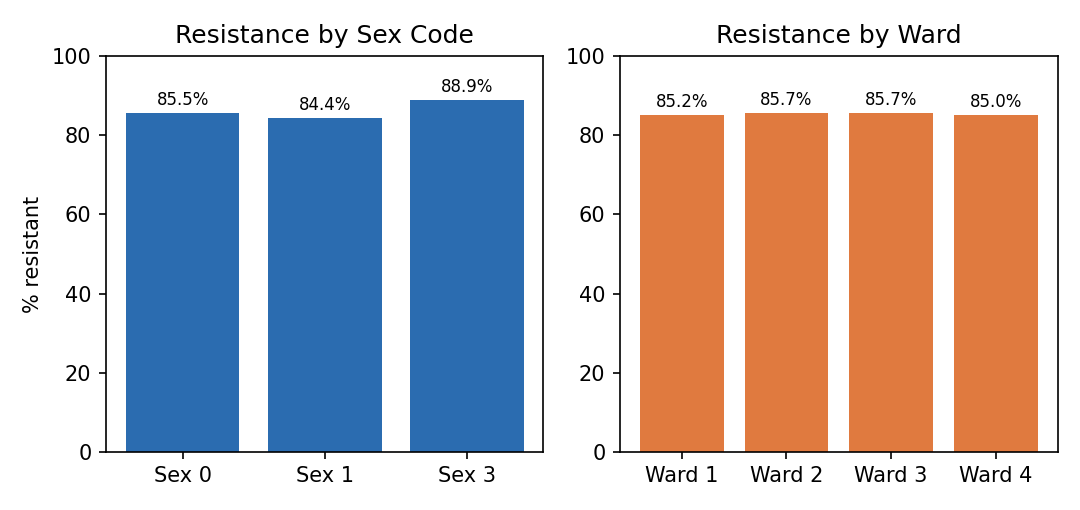 Resistance by Sex Code
% resistant
100
80
60
40
20
0
85.5%
84.4%
88.9%
Sex 0
Sex 1
Sex 3
Resistance by Ward
100
80
60
40
20
0
85.2%
85.7%
85.7%
85.0%
Ward 1
Ward 2
Ward 3
Ward 4